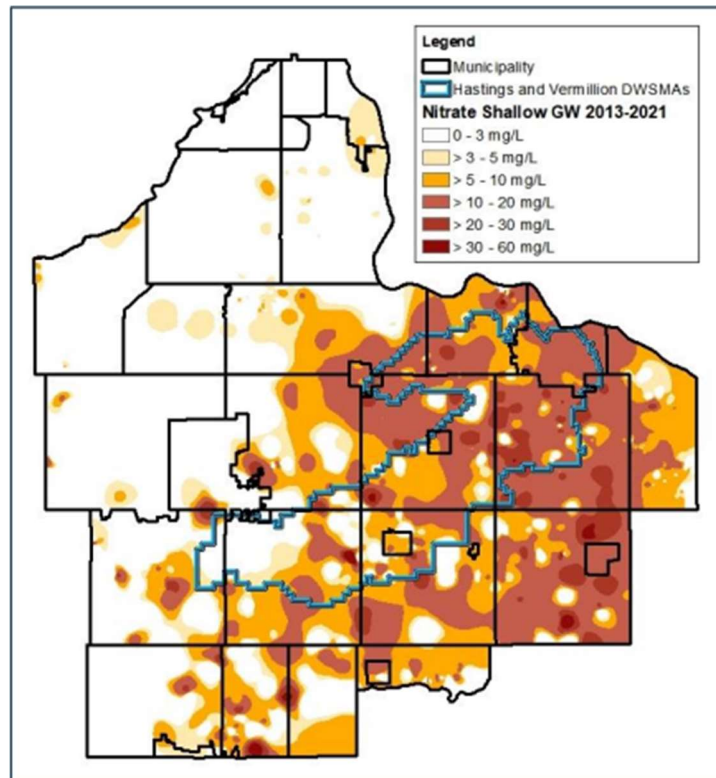 Legend
Municipality
Hastings and Vermillion DWSMAs
Nitrate Shallow GW 2013-2021
0 - 3 mg/L
> 3 - 5 mg/L
> 5 - 10 mg/L
> 10 - 20 mg/L
> 20 - 30 mg/L
> 30 - 60 mg/L